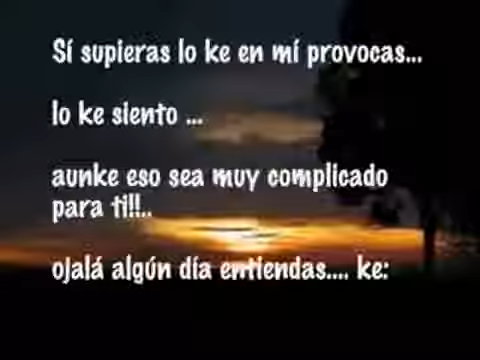 Sí supieras lo ke en mí provocas...
lo ke siento ...
aunke eso sea muy complicado
para ti!!..
ojalá algún día entiendas.... ke: